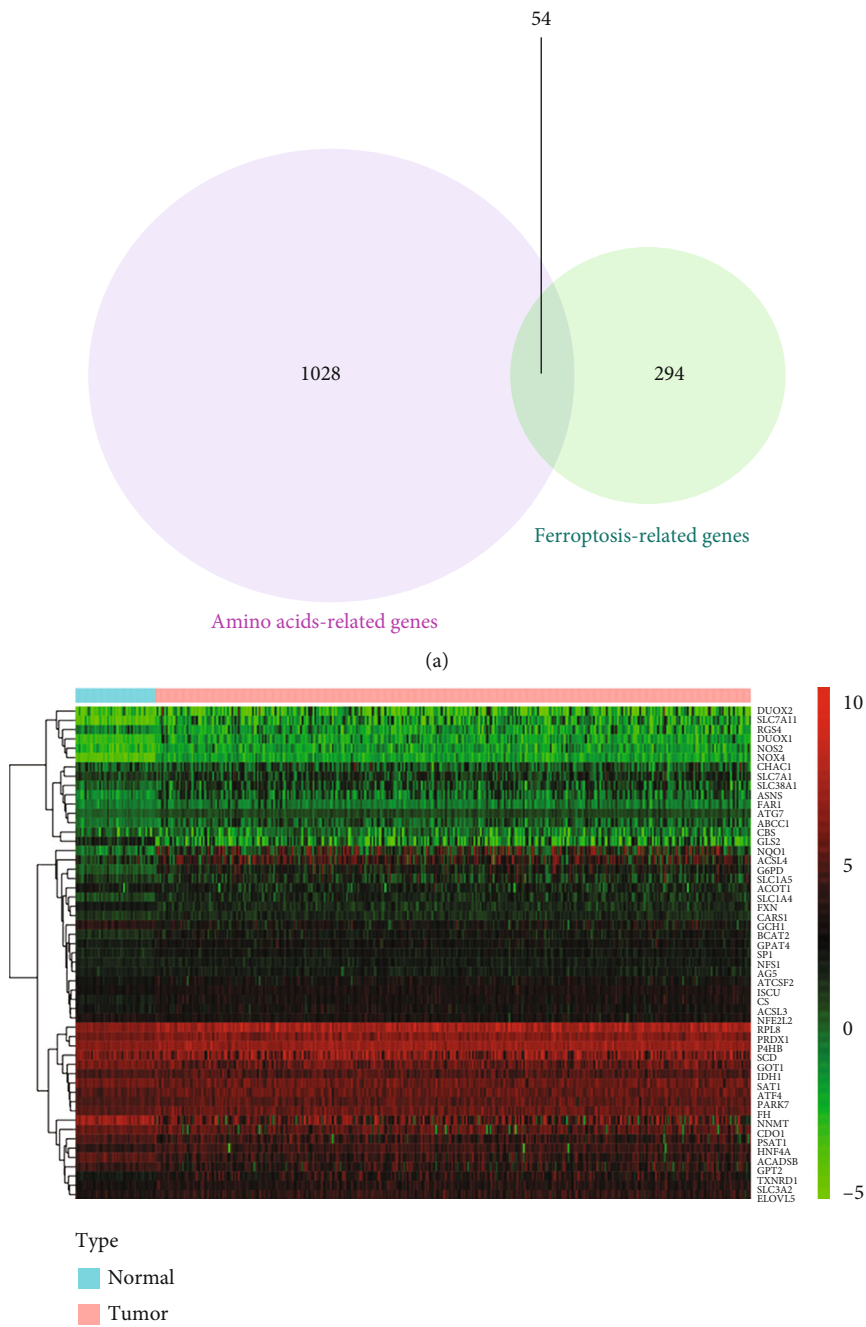 54
1028
294
Ferroptosis-related genes
Amino acids-related genes
(a)
DUOX2
SLC7A11
RGS4
DUOX1
NOS2
NOX4
CHAC1
SLC7A1
SLC38A1
ASNS
FAR1
ATG7
ABCC1
CBS
GLS2
NQO1
ACSL4
G6PD
SLC1A5
ACOT1
SLC1A4
FXN
CARS1
GCH1
BCAT2
GPAT4
SP1
NFS1
AG5
ATCSF2
ISCU
CS
ACSL3
NFE2L2
RPL8
PRDX1
P4HB
SCD
GOT1
IDH1
SAT1
ATF4
PARK7
FH
NNMT
CDO1
PSAT1
HNF4A
ACADSB
GPT2
TXNRD1
SLC3A2
ELOVL5
10
5
0
−5
Type
Normal
Tumor